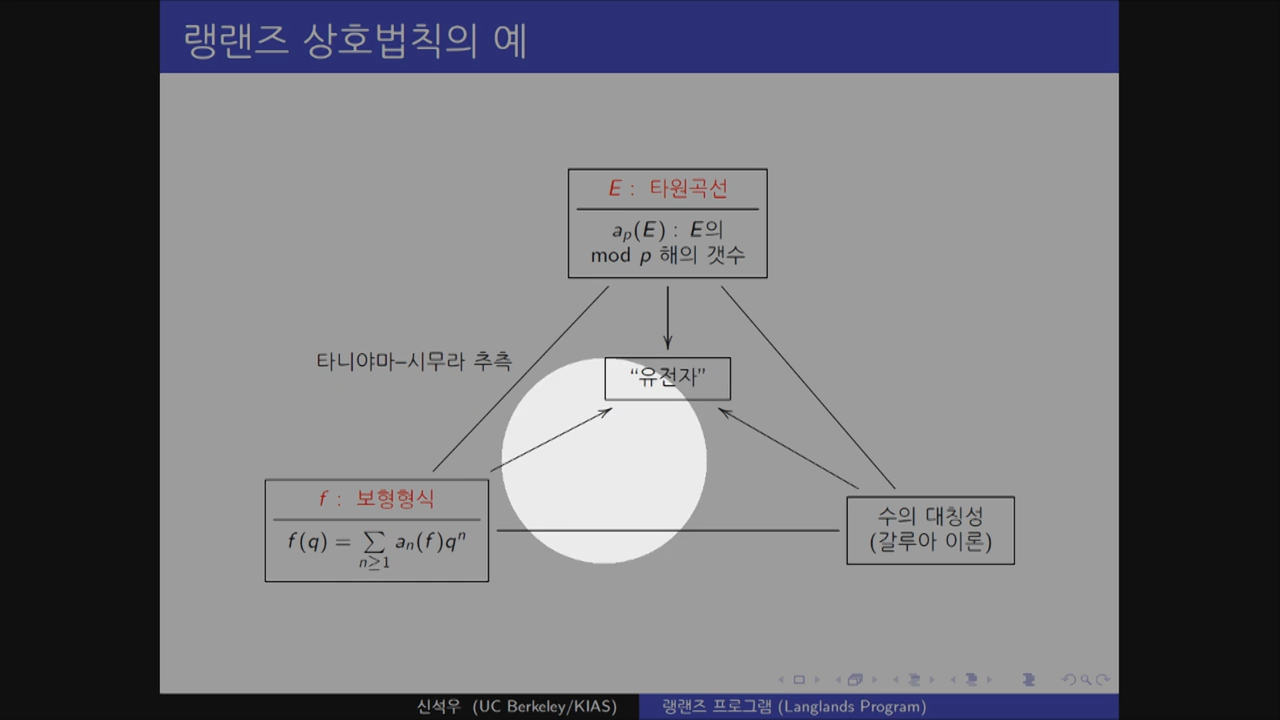 랭랜즈 상호법칙의 예
E : 타원곡선
a_p(E) : E의
mod p 해의 갯수
타니야마–시무라 추측
“유전자”
f : 보형형식
f(q) = ∑_{n≥1} a_n(f)q^n
수의 대칭성
(갈루아 이론)
신석우 (UC Berkeley/KIAS)
랭랜즈 프로그램 (Langlands Program)